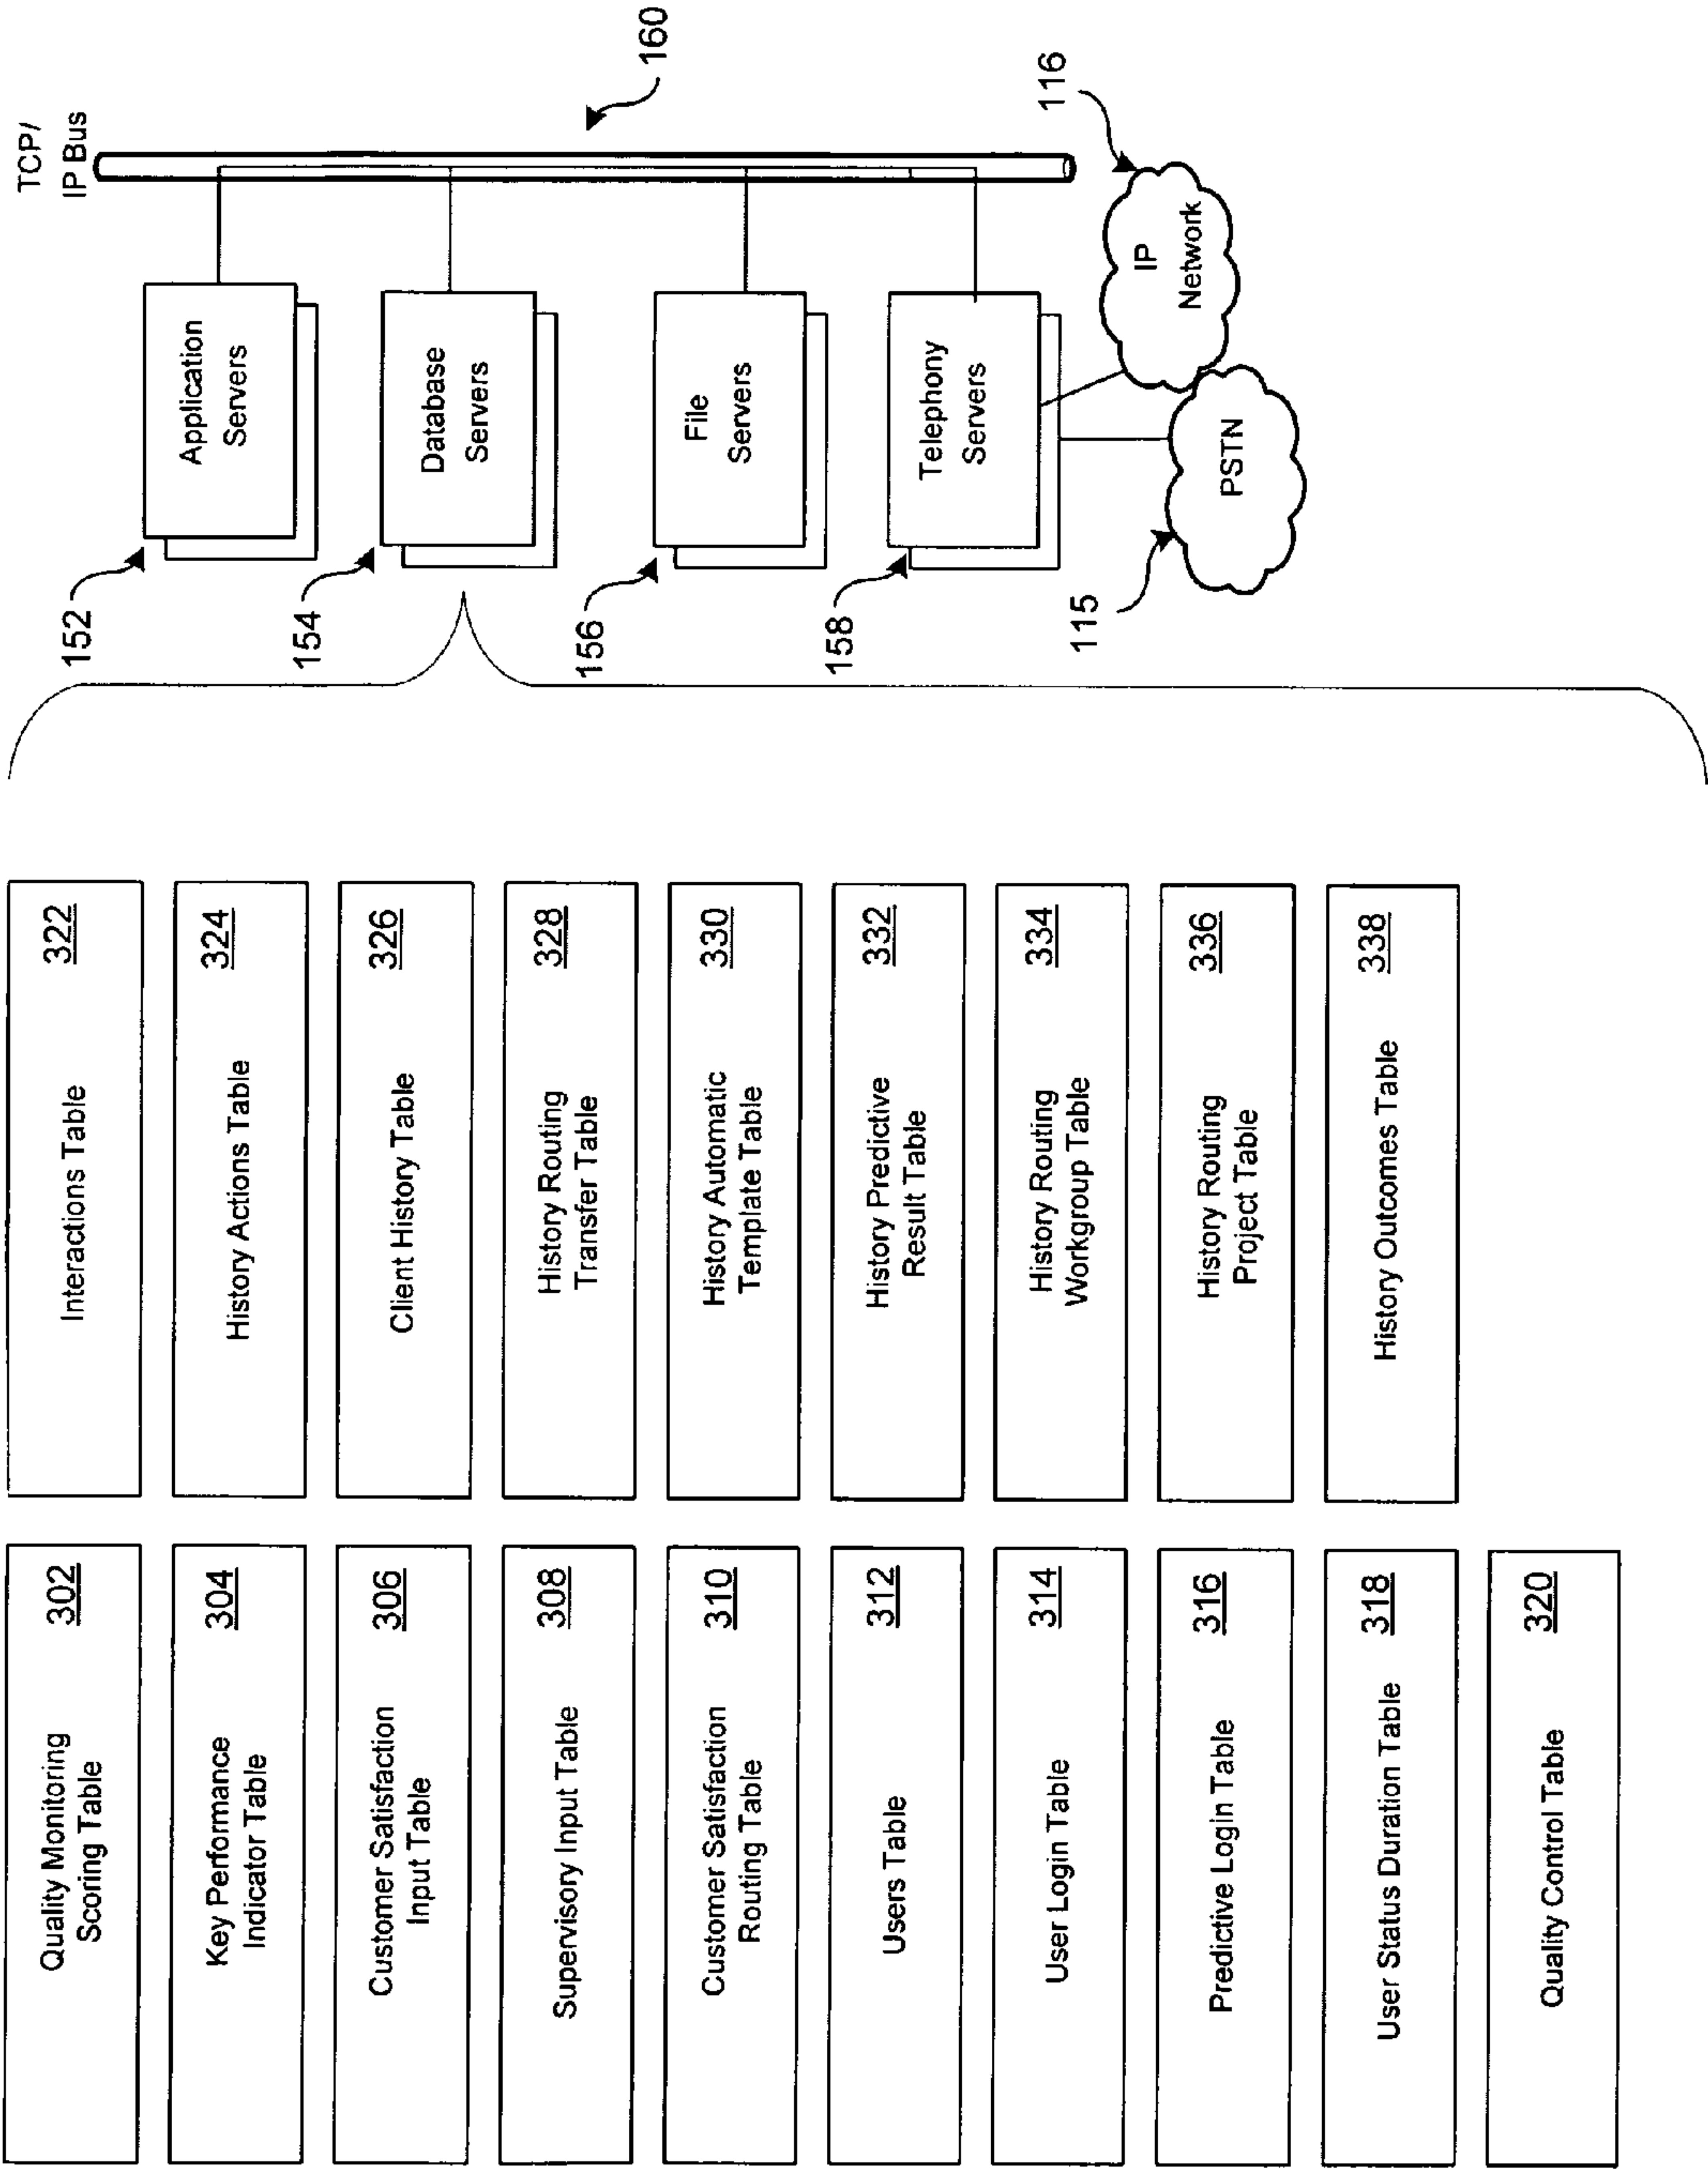 Quality Monitoring
Scoring Table
302
Key Performance
Indicator Table
304
Customer Satisfaction
Input Table
306
Supervisory Input Table
308
Customer Satisfaction
Routing Table
310
Users Table
312
User Login Table
314
Predictive Login Table
316
User Status Duration Table
318
Quality Control Table
320
Interactions Table
322
History Actions Table
324
Client History Table
326
History Routing
Transfer Table
328
History Automatic
Template Table
330
History Predictive
Result Table
332
History Routing
Workgroup Table
334
History Routing
Project Table
336
History Outcomes Table
338
152
Application
Servers
154
Database
Servers
156
File
Servers
158
Telephony
Servers
115
PSTN
IP
Network
116
TCP/
IP Bus
160